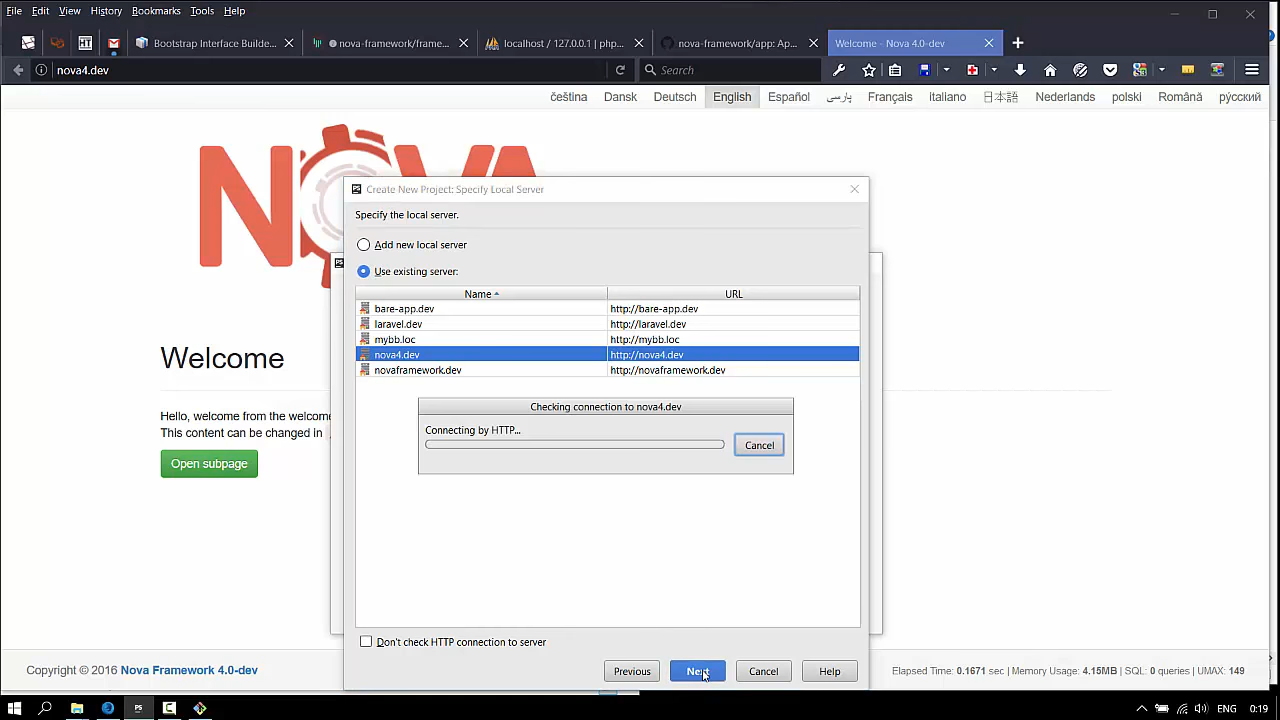 File Edit View History Bookmarks Tools Help
Bootstrap Interface Builde...
nova-framework/frame...
localhost / 127.0.0.1 | php...
nova-framework/app: Ap...
Welcome - Nova 4.0-dev
nova4.dev
Search
čeština Dansk Deutsch English Español پارسی Français italiano 日本語 Nederlands polski Română русский
NOVA
Create New Project: Specify Local Server
Specify the local server.
Add new local server
Use existing server:
Name URL
bare-app.dev http://bare-app.dev
laravel.dev http://laravel.dev
mybb.loc http://mybb.loc
nova4.dev http://nova4.dev
novaframework.dev http://novaframework.dev
Welcome
Checking connection to nova4.dev
Hello, welcome from the welcome
Connecting by HTTP...
This content can be changed in
Cancel
Open subpage
Don't check HTTP connection to server
Previous Next Cancel Help
Copyright © 2016 Nova Framework 4.0-dev
Elapsed Time: 0.1671 sec | Memory Usage: 4.15MB | SQL: 0 queries | UMAX: 149
PS
ENG 0:19